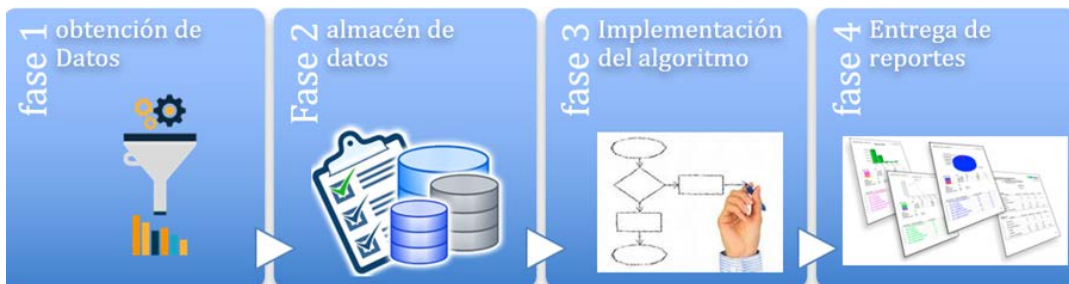 fase 1
obtención de
Datos
Fase 2
almacén de
datos
fase 3
Implementación
del algoritmo
fase 4
Entrega de
reportes